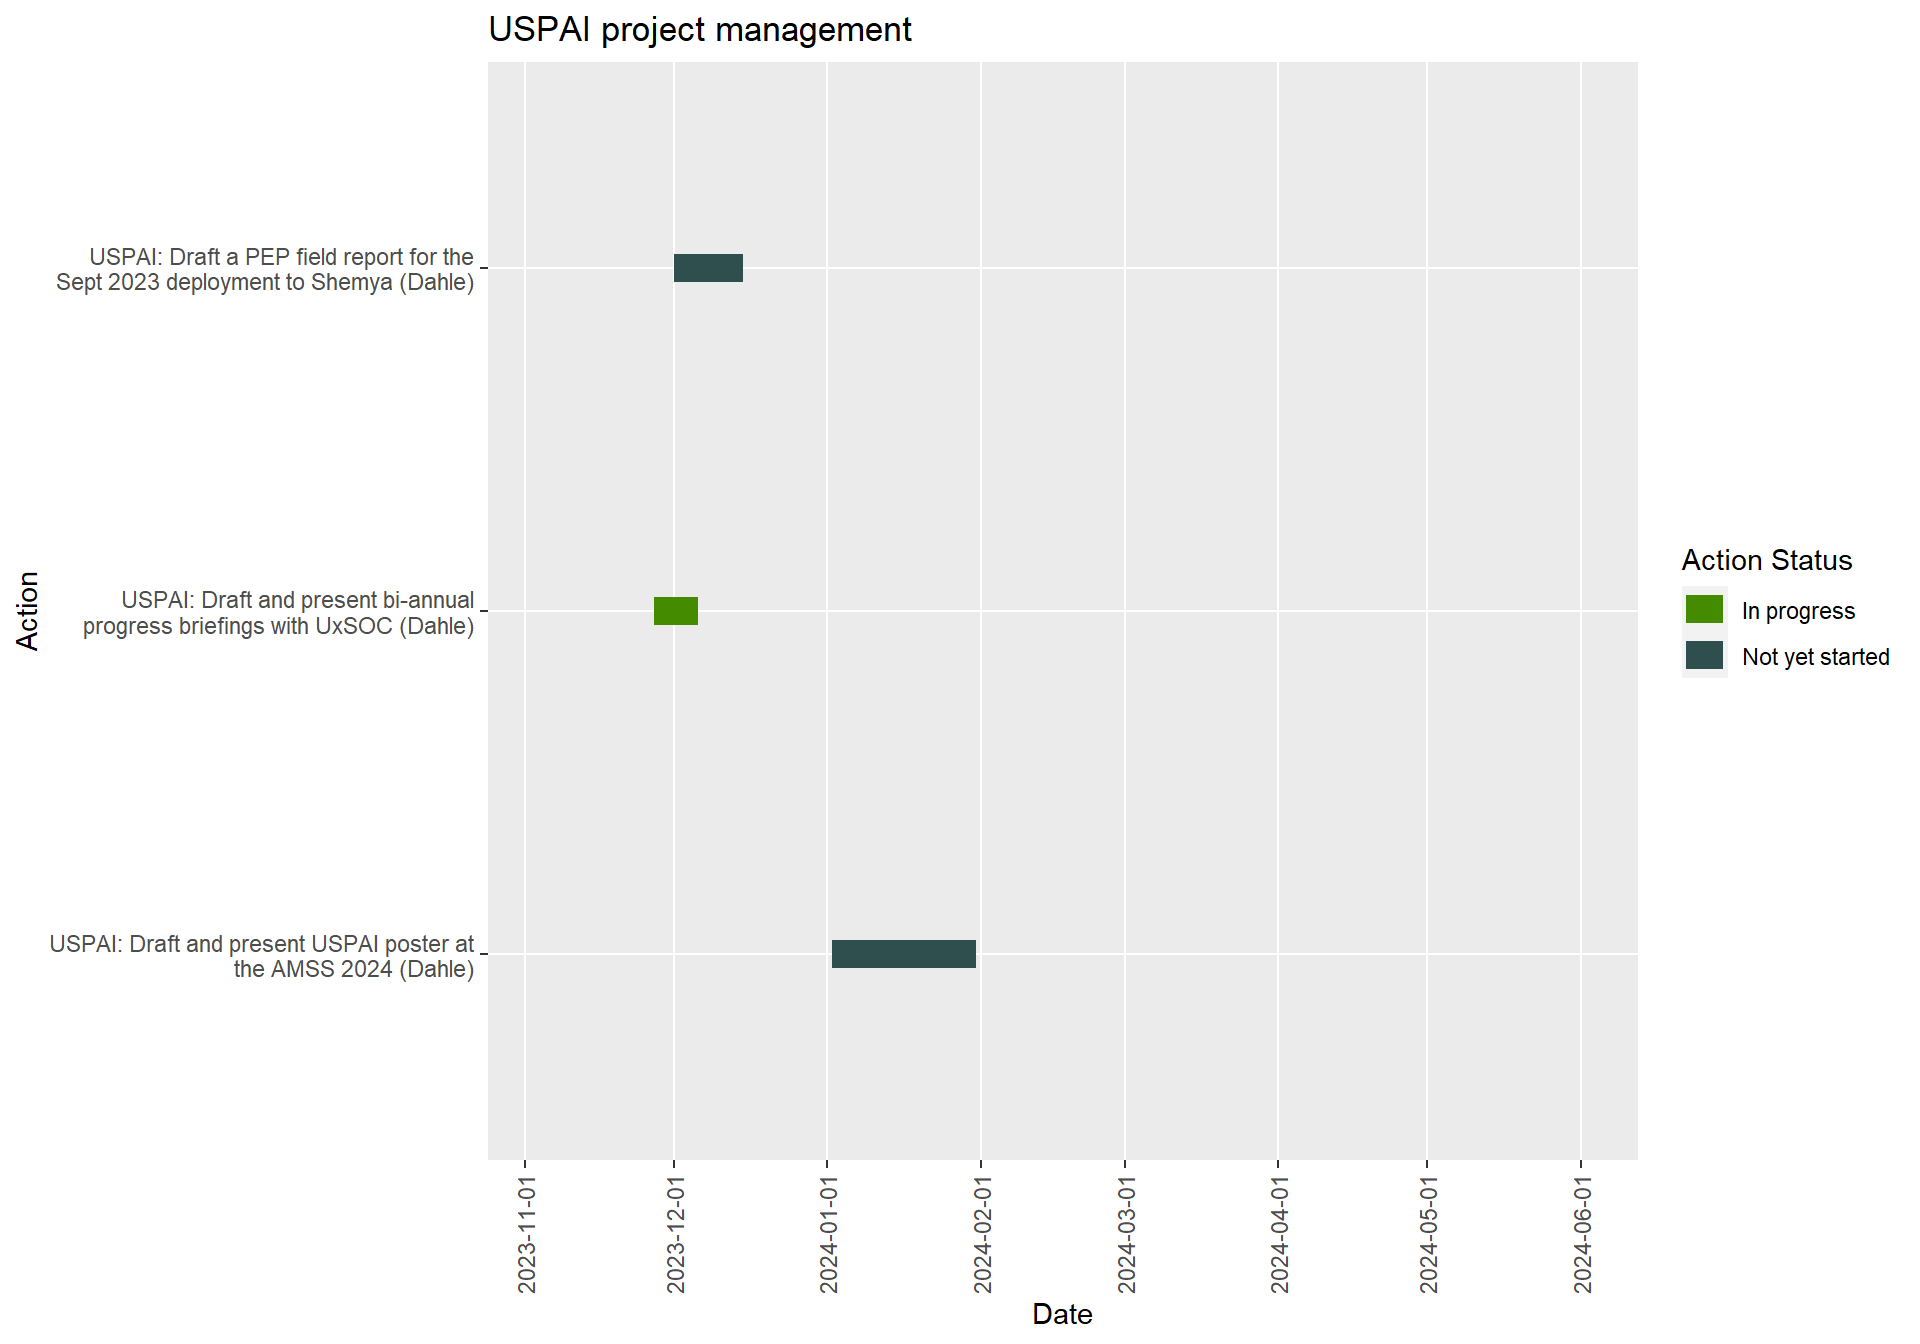 USPAI project management
Action
USPAI: Draft a PEP field report for the
Sept 2023 deployment to Shemya (Dahle)
USPAI: Draft and present bi-annual
progress briefings with UxSOC (Dahle)
USPAI: Draft and present USPAI poster at
the AMSS 2024 (Dahle)
2023-11-01
2023-12-01
2024-01-01
2024-02-01
2024-03-01
2024-04-01
2024-05-01
2024-06-01
Date
Action Status
In progress
Not yet started